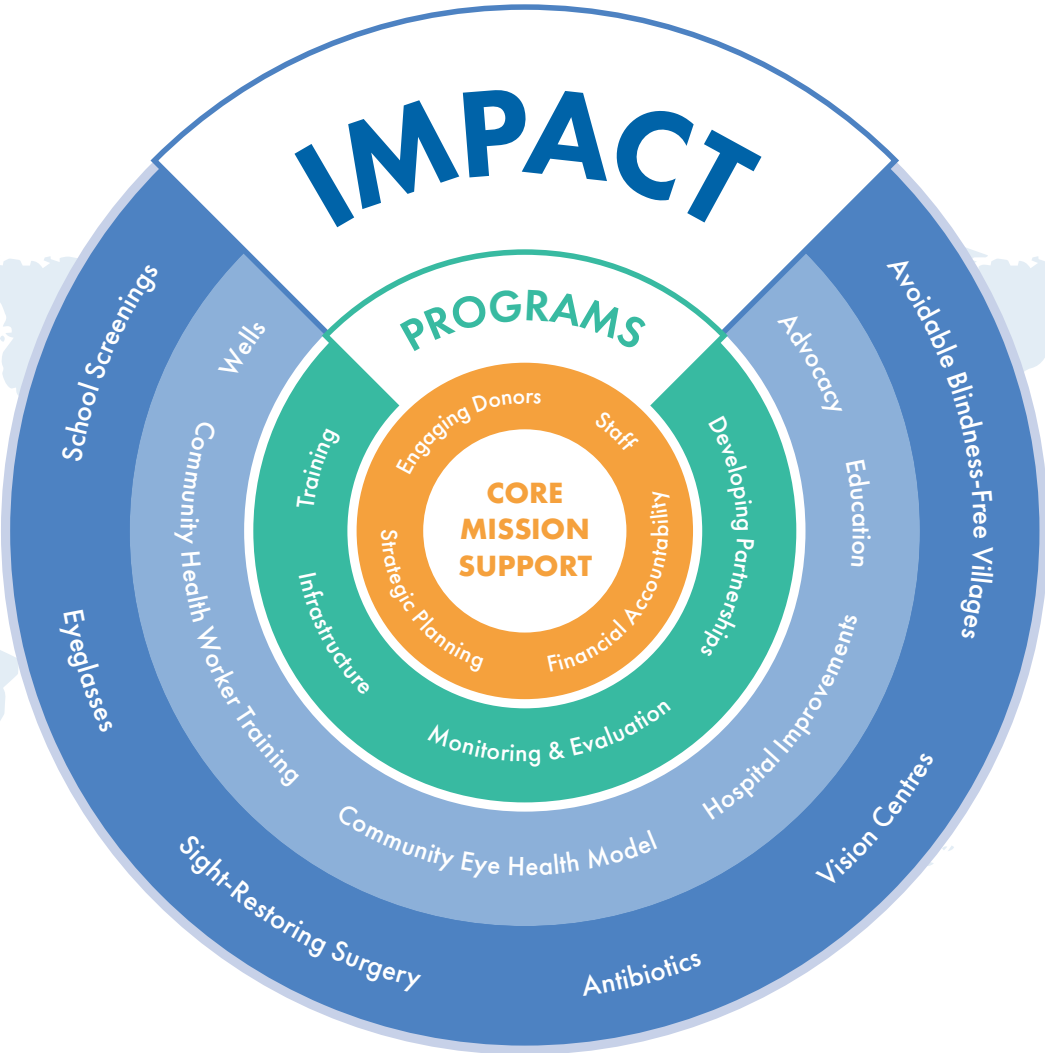 IMPACT
School Screenings
Eyeglasses
Sight-Restoring Surgery
Antibiotics
Vision Centres
Avoidable Blindness-Free Villages
Wells
Community Health Worker Training
Community Eye Health Model
Hospital Improvements
Education
Advocacy
PROGRAMS
Training
Infrastructure
Monitoring & Evaluation
Developing Partnerships
Engaging Donors
Staff
Strategic Planning
Financial Accountability
CORE
MISSION
SUPPORT